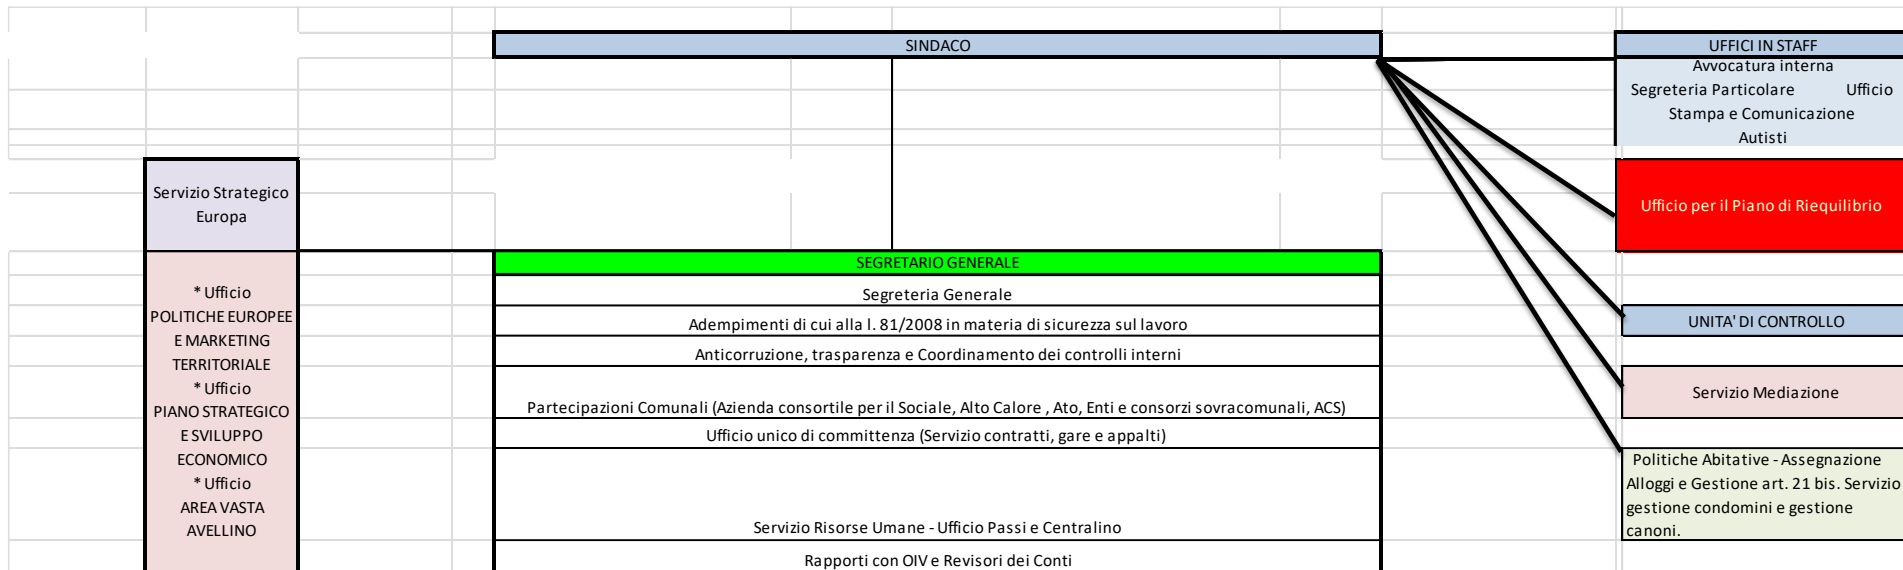 SINDACO
UFFICI IN STAFF
Avvocatura interna
Segreteria Particolare Ufficio
Stampa e Comunicazione
Autisti
Servizio Strategico
Europa
Ufficio per il Piano di Riequilibrio
SEGRETARIO GENERALE
Segreteria Generale
Adempimenti di cui alla l. 81/2008 in materia di sicurezza sul lavoro
Anticorruzione, trasparenza e Coordinamento dei controlli interni
Partecipazioni Comunali (Azienda consortile per il Sociale, Alto Calore , Ato, Enti e consorzi sovracomunali, ACS)
Ufficio unico di committenza (Servizio contratti, gare e appalti)
Servizio Risorse Umane - Ufficio Passi e Centralino
Rapporti con OIV e Revisori dei Conti
* Ufficio
POLITICHE EUROPEE
E MARKETING
TERRITORIALE
* Ufficio
PIANO STRATEGICO
E SVILUPPO
ECONOMICO
* Ufficio
AREA VASTA
AVELLINO
UNITA' DI CONTROLLO
Servizio Mediazione
Politiche Abitative - Assegnazione
Alloggi e Gestione art. 21 bis. Servizio
gestione condomini e gestione
canoni.